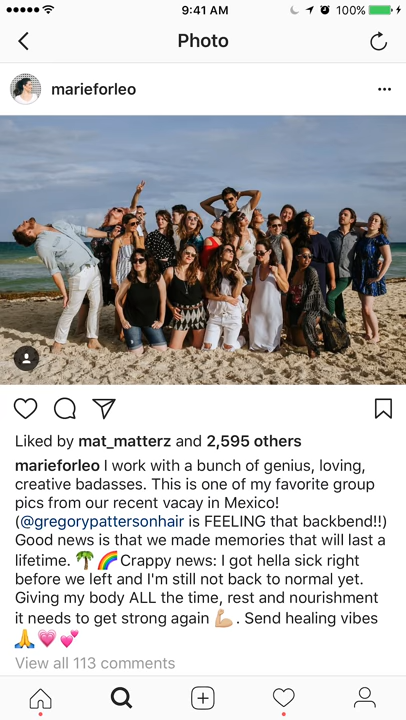 9:41 AM 100%
Photo
marieforleo
Liked by mat_matterz and 2,595 others
marieforleo I work with a bunch of genius, loving,
creative badasses. This is one of my favorite group
pics from our recent vacay in Mexico!
(@gregorypattersonhair is FEELING that backbend!!)
Good news is that we made memories that will last a
lifetime. 🌴🌈Crappy news: I got hella sick right
before we left and I'm still not back to normal yet.
Giving my body ALL the time, rest and nourishment
it needs to get strong again 💪🏼. Send healing vibes
🙏💗💕
View all 113 comments